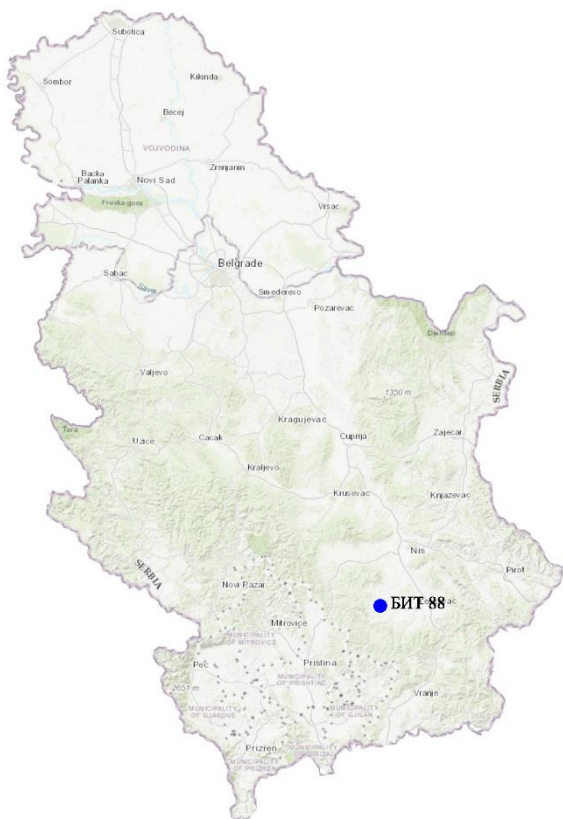 Subotica
Sombor
Kikinda
Becej
VOJVODINA
Backa
Palanka
Novi Sad
Zrenjanin
Fruska gora
Vrsac
Belgrade
Sabac
Sava
Smederevo
Pozarevac
Djerdap
Valjevo
1350 m
SERBIA
Tara
Uzice
Cacak
Kragujevac
Cuprija
Zajecar
Kraljevo
Krusevac
Knjazevac
Nis
Pirot
SERBIA
Novi Pazar
БИТ 88
Mitrovice
MUNICIPALITY
OF MITROVICE
Pec
Pristina
MUNICIPALITY
OF PRISHTINE
2651 m
MUNICIPALITY
OF GJAKOVE
MUNICIPALITY
OF GJILAN
Vranje
Prizren
MUNICIPALITY
OF PRIZREN